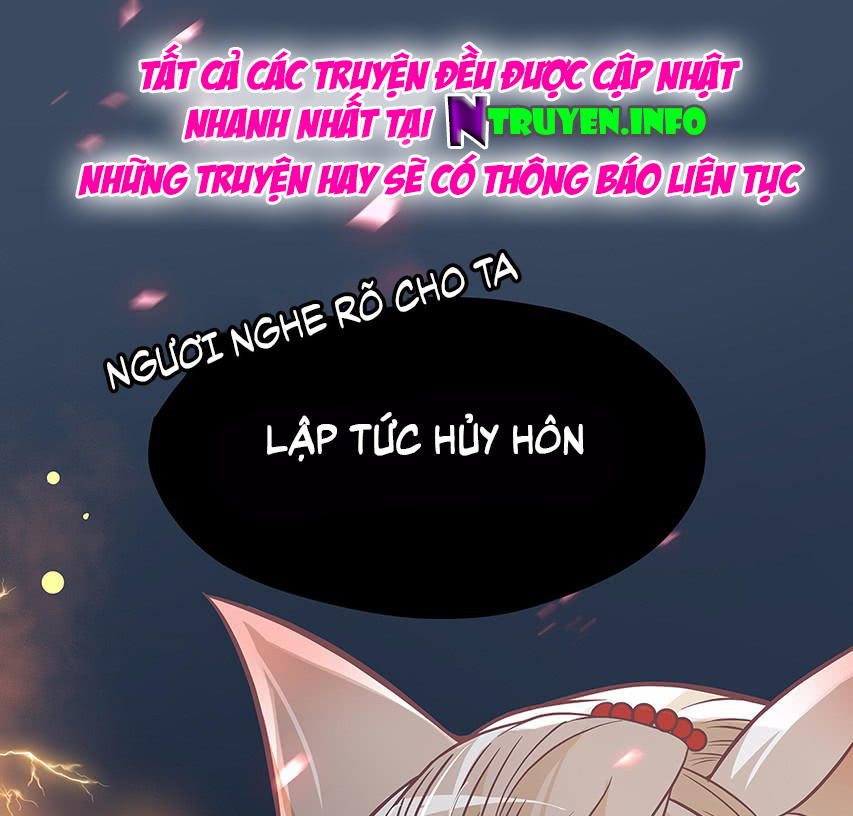 TẤT CẢ CÁC TRUYỆN ĐỀU ĐƯỢC CẬP NHẬT
NHANH NHẤT TẠI NTRUYEN.INFO
NHỮNG TRUYỆN HAY SẼ CÓ THÔNG BÁO LIÊN TỤC
NGƯƠI NGHE RÕ CHO TA
LẬP TỨC HỦY HÔN